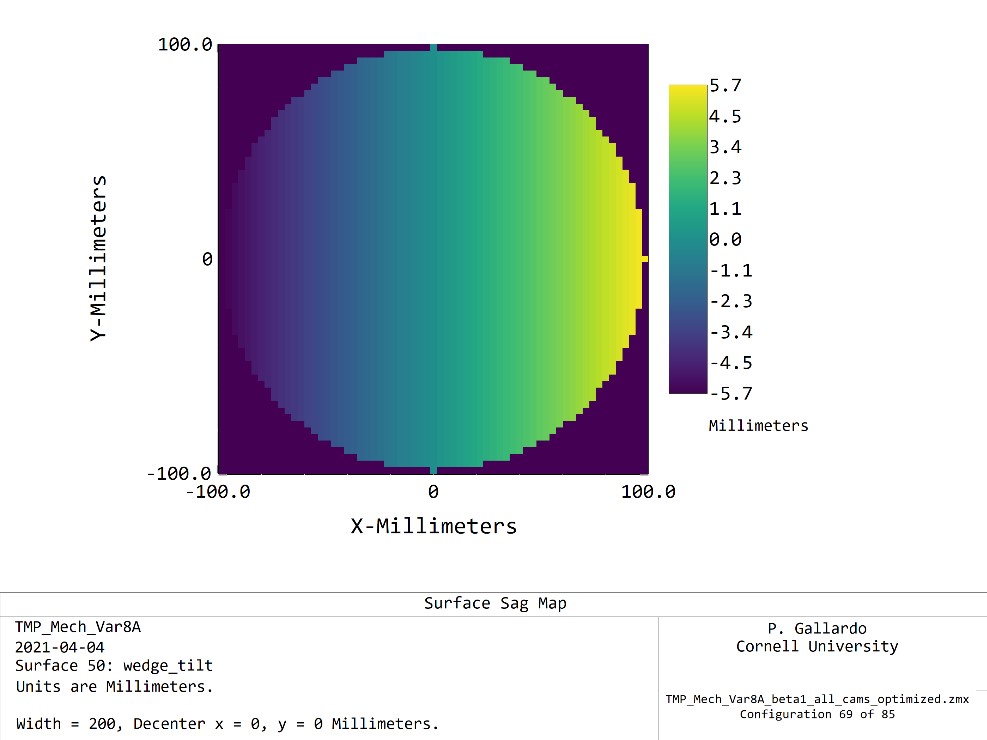 100.0
0
-100.0
Y-Millimeters
-100.0
0
100.0
X-Millimeters
5.7
4.5
3.4
2.3
1.1
0.0
-1.1
-2.3
-3.4
-4.5
-5.7
Millimeters
Surface Sag Map
TMP_Mech_Var8A
2021-04-04
Surface 50: wedge_tilt
Units are Millimeters.
Width = 200, Decenter x = 0, y = 0 Millimeters.
P. Gallardo
Cornell University
TMP_Mech_Var8A_beta1_all_cams_optimized.zmx
Configuration 69 of 85